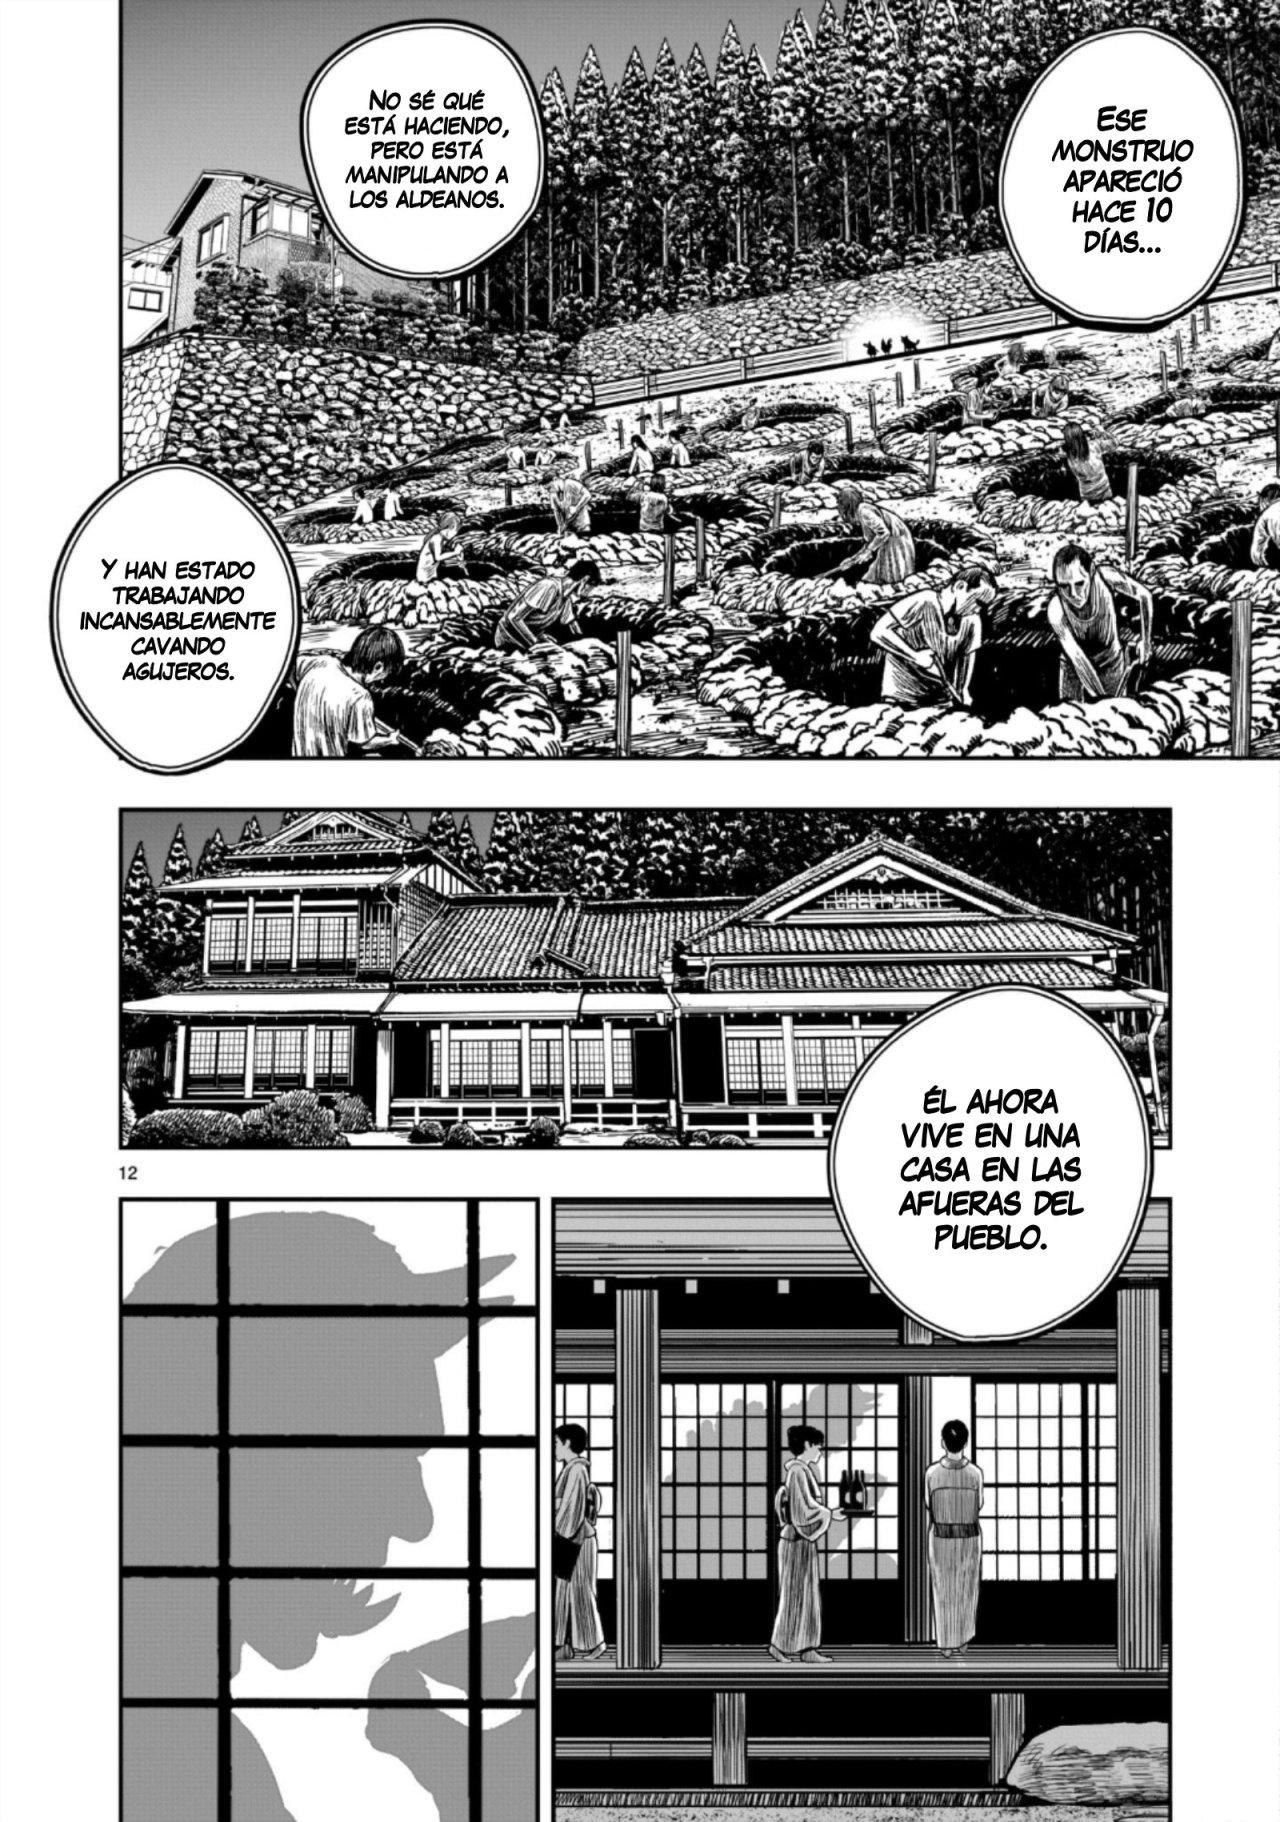 ESE
MONSTRUO
APARECIÓ
HACE 10
DÍAS...
NO SÉ QUÉ
ESTÁ HACIENDO,
PERO ESTÁ
MANIPULANDO A
LOS ALDEANOS.
Y HAN ESTADO
TRABAJANDO
INCANSABLEMENTE
CAVANDO
AGUJEROS.
ÉL AHORA
VIVE EN UNA
CASA EN LAS
AFUERAS DEL
PUEBLO.
12